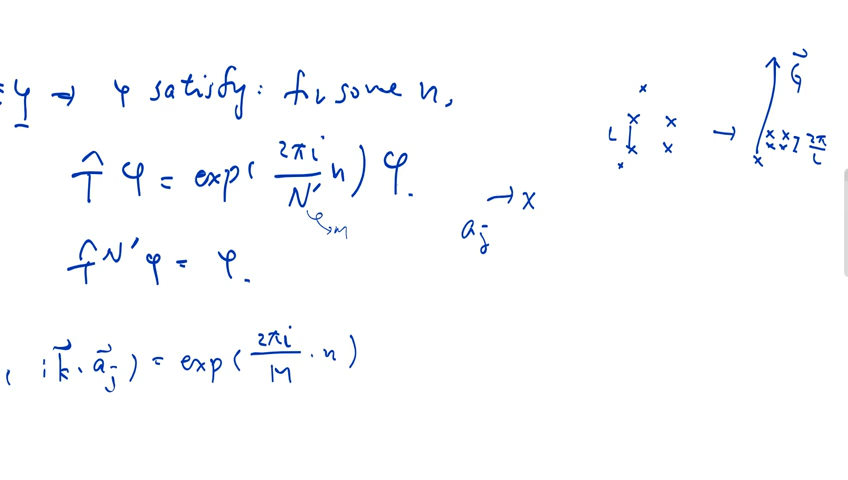 φ → φ satisfy: for some n,
T̂ φ = exp( 2πi/N' n ) φ.
→ M
T̂^N' φ = φ.
( i k⃗ · a⃗_j ) = exp( 2πi/M · n )
L → G⃗
2π/L
a_j → x